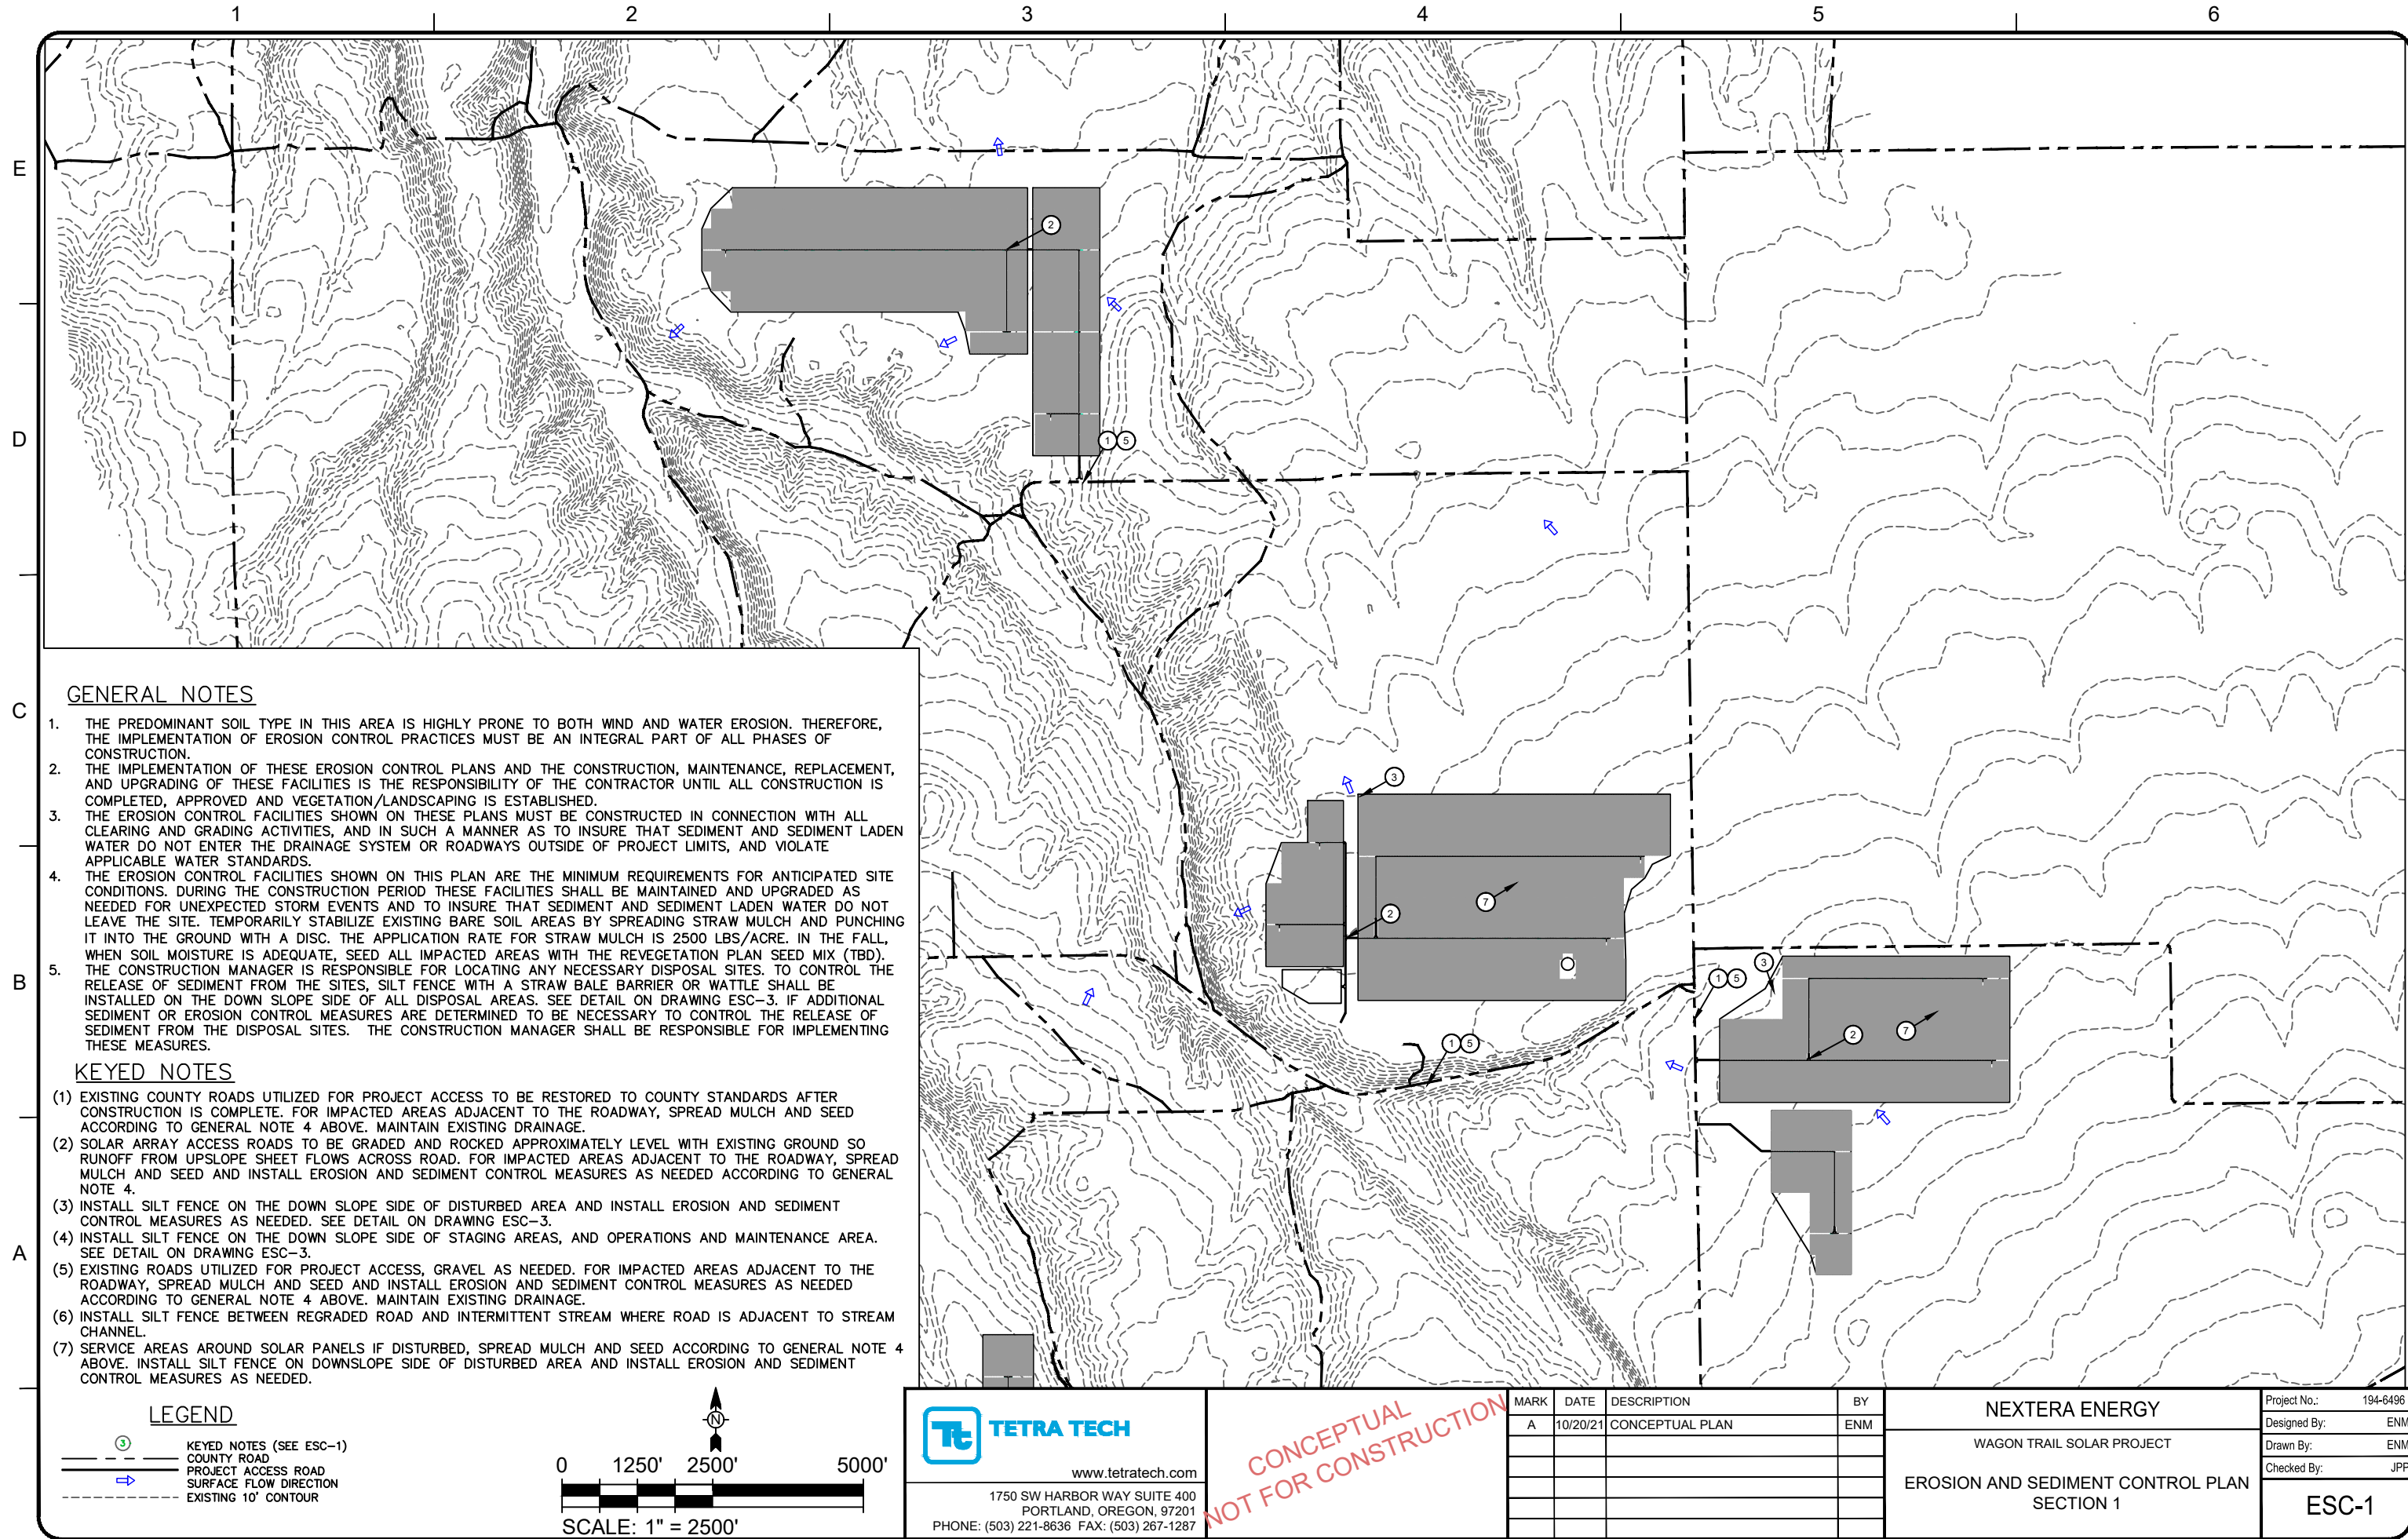 1 2 3 4 5 6
E
D
C
B
A
2
1 5
3
2
7
1 5
3
1 5
2
7
GENERAL NOTES
1. THE PREDOMINANT SOIL TYPE IN THIS AREA IS HIGHLY PRONE TO BOTH WIND AND WATER EROSION. THEREFORE,
THE IMPLEMENTATION OF EROSION CONTROL PRACTICES MUST BE AN INTEGRAL PART OF ALL PHASES OF
CONSTRUCTION.
2. THE IMPLEMENTATION OF THESE EROSION CONTROL PLANS AND THE CONSTRUCTION, MAINTENANCE, REPLACEMENT,
AND UPGRADING OF THESE FACILITIES IS THE RESPONSIBILITY OF THE CONTRACTOR UNTIL ALL CONSTRUCTION IS
COMPLETED, APPROVED AND VEGETATION/LANDSCAPING IS ESTABLISHED.
3. THE EROSION CONTROL FACILITIES SHOWN ON THESE PLANS MUST BE CONSTRUCTED IN CONNECTION WITH ALL
CLEARING AND GRADING ACTIVITIES, AND IN SUCH A MANNER AS TO INSURE THAT SEDIMENT AND SEDIMENT LADEN
WATER DO NOT ENTER THE DRAINAGE SYSTEM OR ROADWAYS OUTSIDE OF PROJECT LIMITS, AND VIOLATE
APPLICABLE WATER STANDARDS.
4. THE EROSION CONTROL FACILITIES SHOWN ON THIS PLAN ARE THE MINIMUM REQUIREMENTS FOR ANTICIPATED SITE
CONDITIONS. DURING THE CONSTRUCTION PERIOD THESE FACILITIES SHALL BE MAINTAINED AND UPGRADED AS
NEEDED FOR UNEXPECTED STORM EVENTS AND TO INSURE THAT SEDIMENT AND SEDIMENT LADEN WATER DO NOT
LEAVE THE SITE. TEMPORARILY STABILIZE EXISTING BARE SOIL AREAS BY SPREADING STRAW MULCH AND PUNCHING
IT INTO THE GROUND WITH A DISC. THE APPLICATION RATE FOR STRAW MULCH IS 2500 LBS/ACRE. IN THE FALL,
WHEN SOIL MOISTURE IS ADEQUATE, SEED ALL IMPACTED AREAS WITH THE REVEGETATION PLAN SEED MIX (TBD).
5. THE CONSTRUCTION MANAGER IS RESPONSIBLE FOR LOCATING ANY NECESSARY DISPOSAL SITES. TO CONTROL THE
RELEASE OF SEDIMENT FROM THE SITES, SILT FENCE WITH A STRAW BALE BARRIER OR WATTLE SHALL BE
INSTALLED ON THE DOWN SLOPE SIDE OF ALL DISPOSAL AREAS. SEE DETAIL ON DRAWING ESC-3. IF ADDITIONAL
SEDIMENT OR EROSION CONTROL MEASURES ARE DETERMINED TO BE NECESSARY TO CONTROL THE RELEASE OF
SEDIMENT FROM THE DISPOSAL SITES. THE CONSTRUCTION MANAGER SHALL BE RESPONSIBLE FOR IMPLEMENTING
THESE MEASURES.
KEYED NOTES
(1) EXISTING COUNTY ROADS UTILIZED FOR PROJECT ACCESS TO BE RESTORED TO COUNTY STANDARDS AFTER
CONSTRUCTION IS COMPLETE. FOR IMPACTED AREAS ADJACENT TO THE ROADWAY, SPREAD MULCH AND SEED
ACCORDING TO GENERAL NOTE 4 ABOVE. MAINTAIN EXISTING DRAINAGE.
(2) SOLAR ARRAY ACCESS ROADS TO BE GRADED AND ROCKED APPROXIMATELY LEVEL WITH EXISTING GROUND SO
RUNOFF FROM UPSLOPE SHEET FLOWS ACROSS ROAD. FOR IMPACTED AREAS ADJACENT TO THE ROADWAY, SPREAD
MULCH AND SEED AND INSTALL EROSION AND SEDIMENT CONTROL MEASURES AS NEEDED ACCORDING TO GENERAL
NOTE 4.
(3) INSTALL SILT FENCE ON THE DOWN SLOPE SIDE OF DISTURBED AREA AND INSTALL EROSION AND SEDIMENT
CONTROL MEASURES AS NEEDED. SEE DETAIL ON DRAWING ESC-3.
(4) INSTALL SILT FENCE ON THE DOWN SLOPE SIDE OF STAGING AREAS, AND OPERATIONS AND MAINTENANCE AREA.
SEE DETAIL ON DRAWING ESC-3.
(5) EXISTING ROADS UTILIZED FOR PROJECT ACCESS, GRAVEL AS NEEDED. FOR IMPACTED AREAS ADJACENT TO THE
ROADWAY, SPREAD MULCH AND SEED AND INSTALL EROSION AND SEDIMENT CONTROL MEASURES AS NEEDED
ACCORDING TO GENERAL NOTE 4 ABOVE. MAINTAIN EXISTING DRAINAGE.
(6) INSTALL SILT FENCE BETWEEN REGRADED ROAD AND INTERMITTENT STREAM WHERE ROAD IS ADJACENT TO STREAM
CHANNEL.
(7) SERVICE AREAS AROUND SOLAR PANELS IF DISTURBED, SPREAD MULCH AND SEED ACCORDING TO GENERAL NOTE 4
ABOVE. INSTALL SILT FENCE ON DOWNSLOPE SIDE OF DISTURBED AREA AND INSTALL EROSION AND SEDIMENT
CONTROL MEASURES AS NEEDED.
LEGEND
3 KEYED NOTES (SEE ESC-1)
COUNTY ROAD
PROJECT ACCESS ROAD
SURFACE FLOW DIRECTION
EXISTING 10' CONTOUR
N
0 1250' 2500' 5000'
SCALE: 1" = 2500'
Tt TETRA TECH
www.tetratech.com
1750 SW HARBOR WAY SUITE 400
PORTLAND, OREGON, 97201
PHONE: (503) 221-8636 FAX: (503) 267-1287
CONCEPTUAL
NOT FOR CONSTRUCTION
MARK DATE DESCRIPTION BY
A 10/20/21 CONCEPTUAL PLAN ENM
NEXTERA ENERGY
WAGON TRAIL SOLAR PROJECT
EROSION AND SEDIMENT CONTROL PLAN
SECTION 1
Project No.: 194-6496
Designed By: ENM
Drawn By: ENM
Checked By: JPP
ESC-1